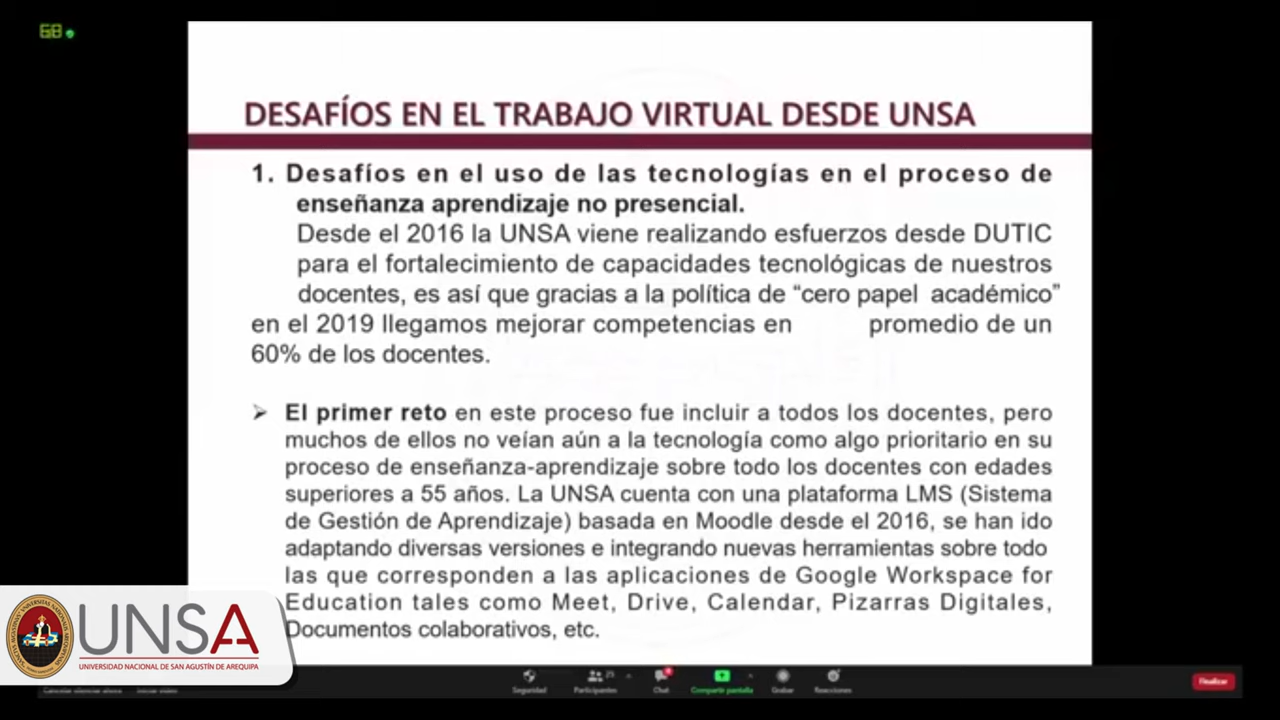 68
DESAFÍOS EN EL TRABAJO VIRTUAL DESDE UNSA
1. Desafíos en el uso de las tecnologías en el proceso de
enseñanza aprendizaje no presencial.
Desde el 2016 la UNSA viene realizando esfuerzos desde DUTIC
para el fortalecimiento de capacidades tecnológicas de nuestros
docentes, es así que gracias a la política de “cero papel académico”
en el 2019 llegamos mejorar competencias en promedio de un
60% de los docentes.
➢ El primer reto en este proceso fue incluir a todos los docentes, pero
muchos de ellos no veían aún a la tecnología como algo prioritario en su
proceso de enseñanza-aprendizaje sobre todo los docentes con edades
superiores a 55 años. La UNSA cuenta con una plataforma LMS (Sistema
de Gestión de Aprendizaje) basada en Moodle desde el 2016, se han ido
adaptando diversas versiones e integrando nuevas herramientas sobre todo
las que corresponden a las aplicaciones de Google Workspace for
Education tales como Meet, Drive, Calendar, Pizarras Digitales,
Documentos colaborativos, etc.
UNSA
UNIVERSIDAD NACIONAL DE SAN AGUSTÍN DE AREQUIPA
Seguridad Participantes Chat Compartir pantalla Grabar Reacciones Finalizar